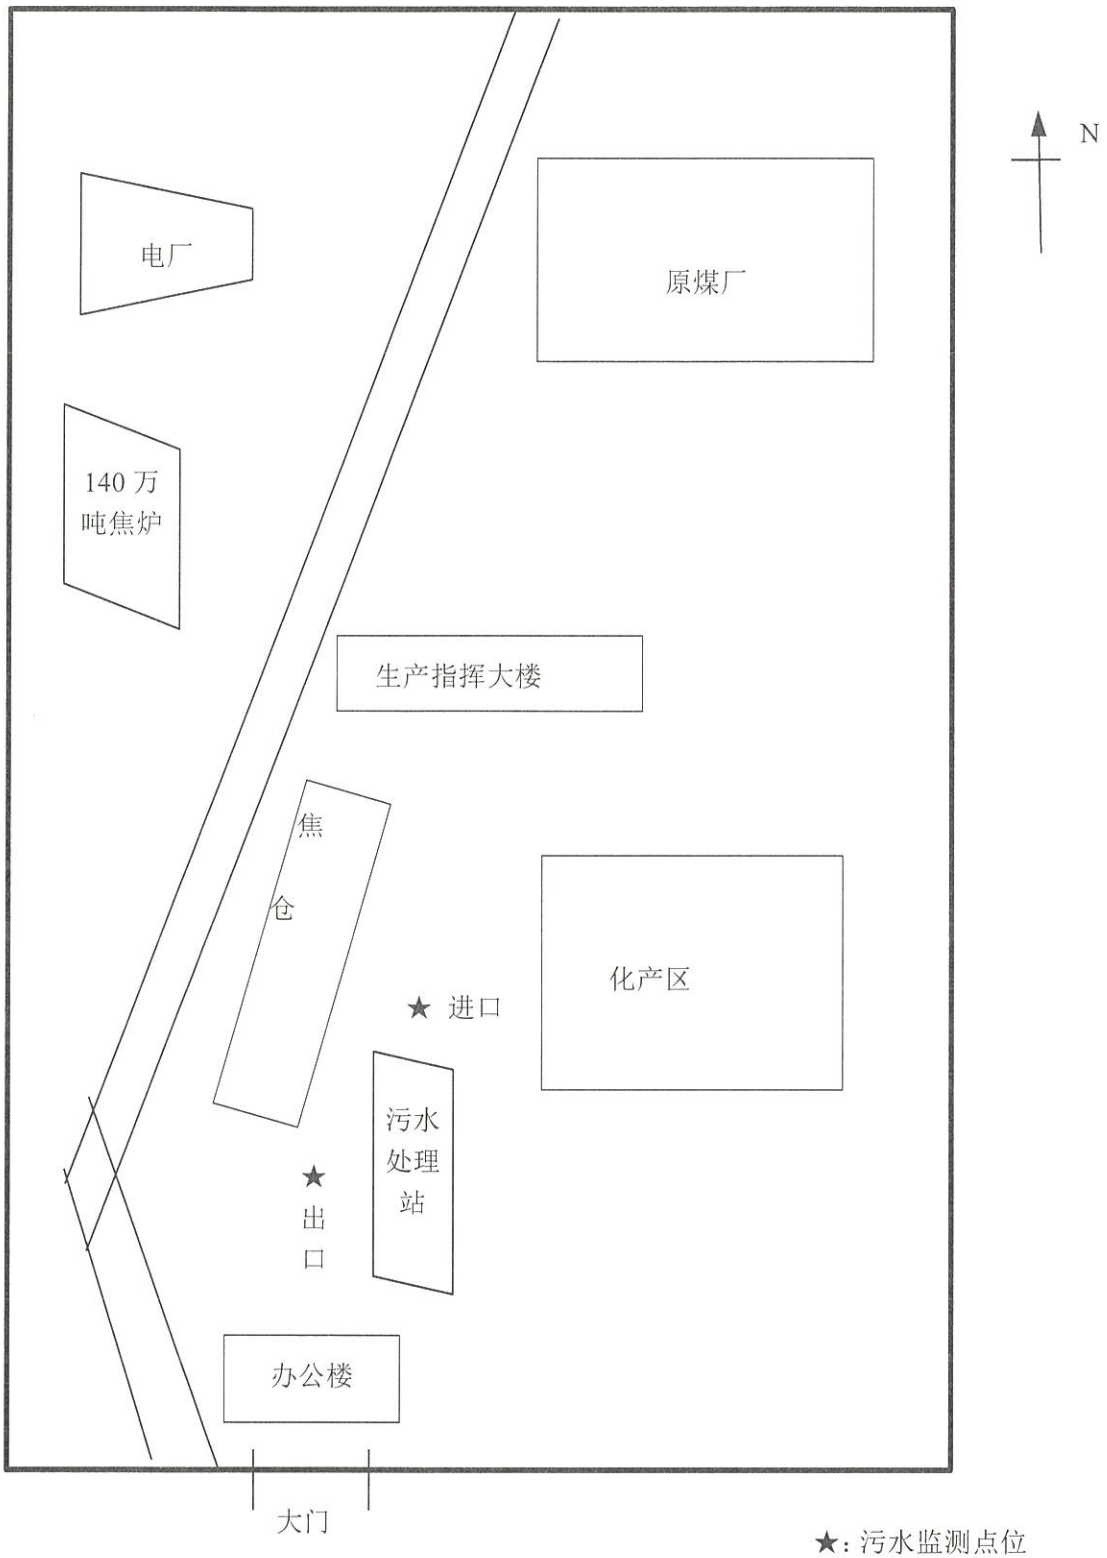 N
电厂
原煤厂
140 万
吨焦炉
生产指挥大楼
焦
仓
化产区
★ 进口
污水
处理
站
★
出
口
办公楼
大门
★: 污水监测点位